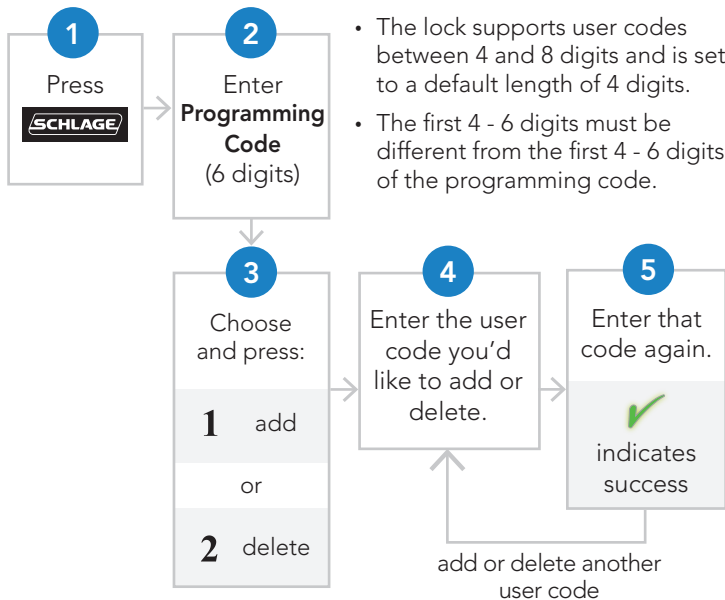 1
Press
SCHLAGE
2
Enter
Programming
Code
(6 digits)
• The lock supports user codes
between 4 and 8 digits and is set
to a default length of 4 digits.
• The first 4 - 6 digits must be
different from the first 4 - 6 digits
of the programming code.
3
Choose
and press:
1 add
or
2 delete
4
Enter the user
code you'd
like to add or
delete.
5
Enter that
code again.
indicates
success
add or delete another
user code